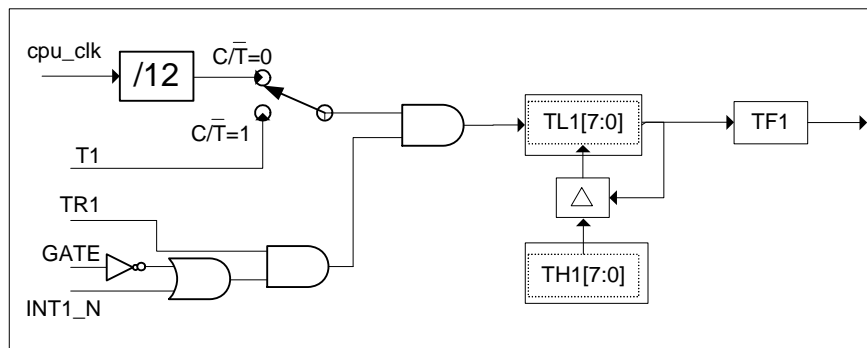 cpu_clk
/12
C/T̅=0
C/T̅=1
T1
TR1
GATE
INT1_N
TL1[7:0]
TF1
△
TH1[7:0]